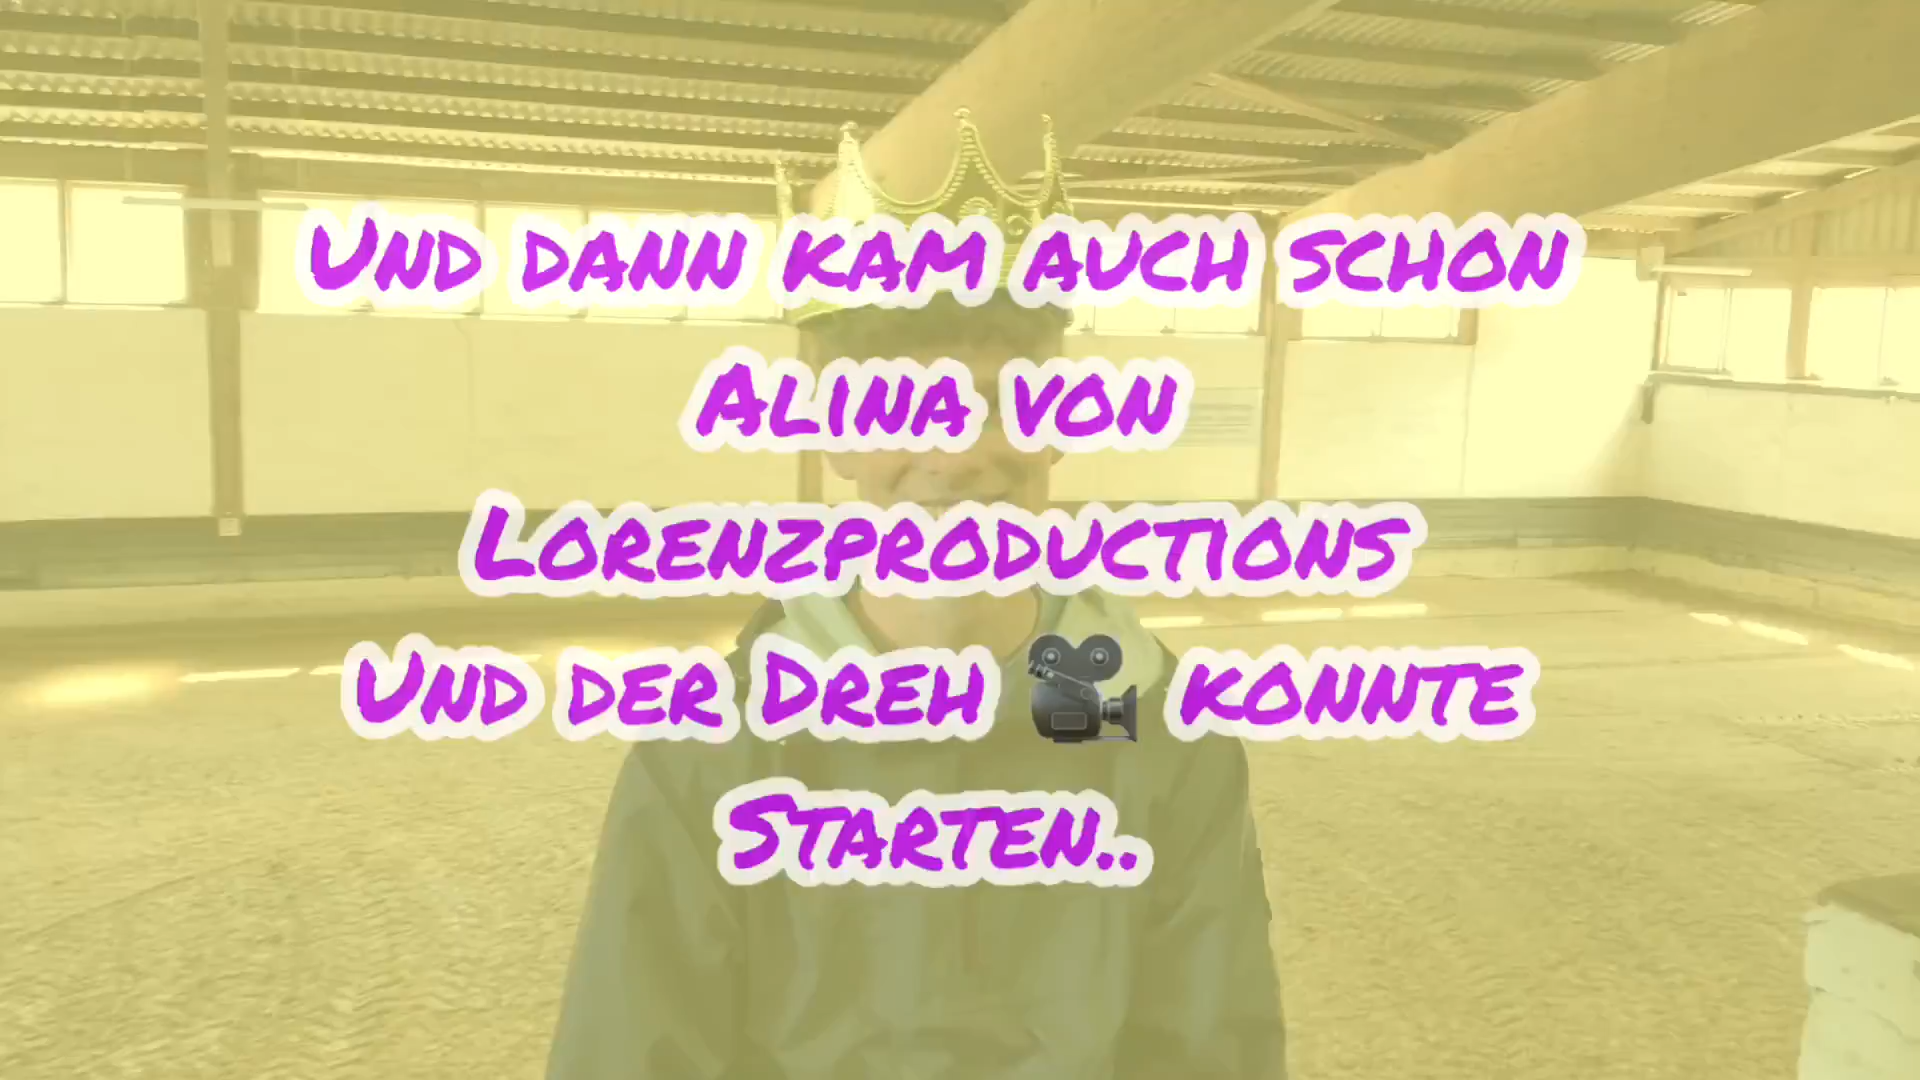 Und dann kam auch schon
Alina von
Lorenzproductions
Und der Dreh 🎥 konnte
Starten..